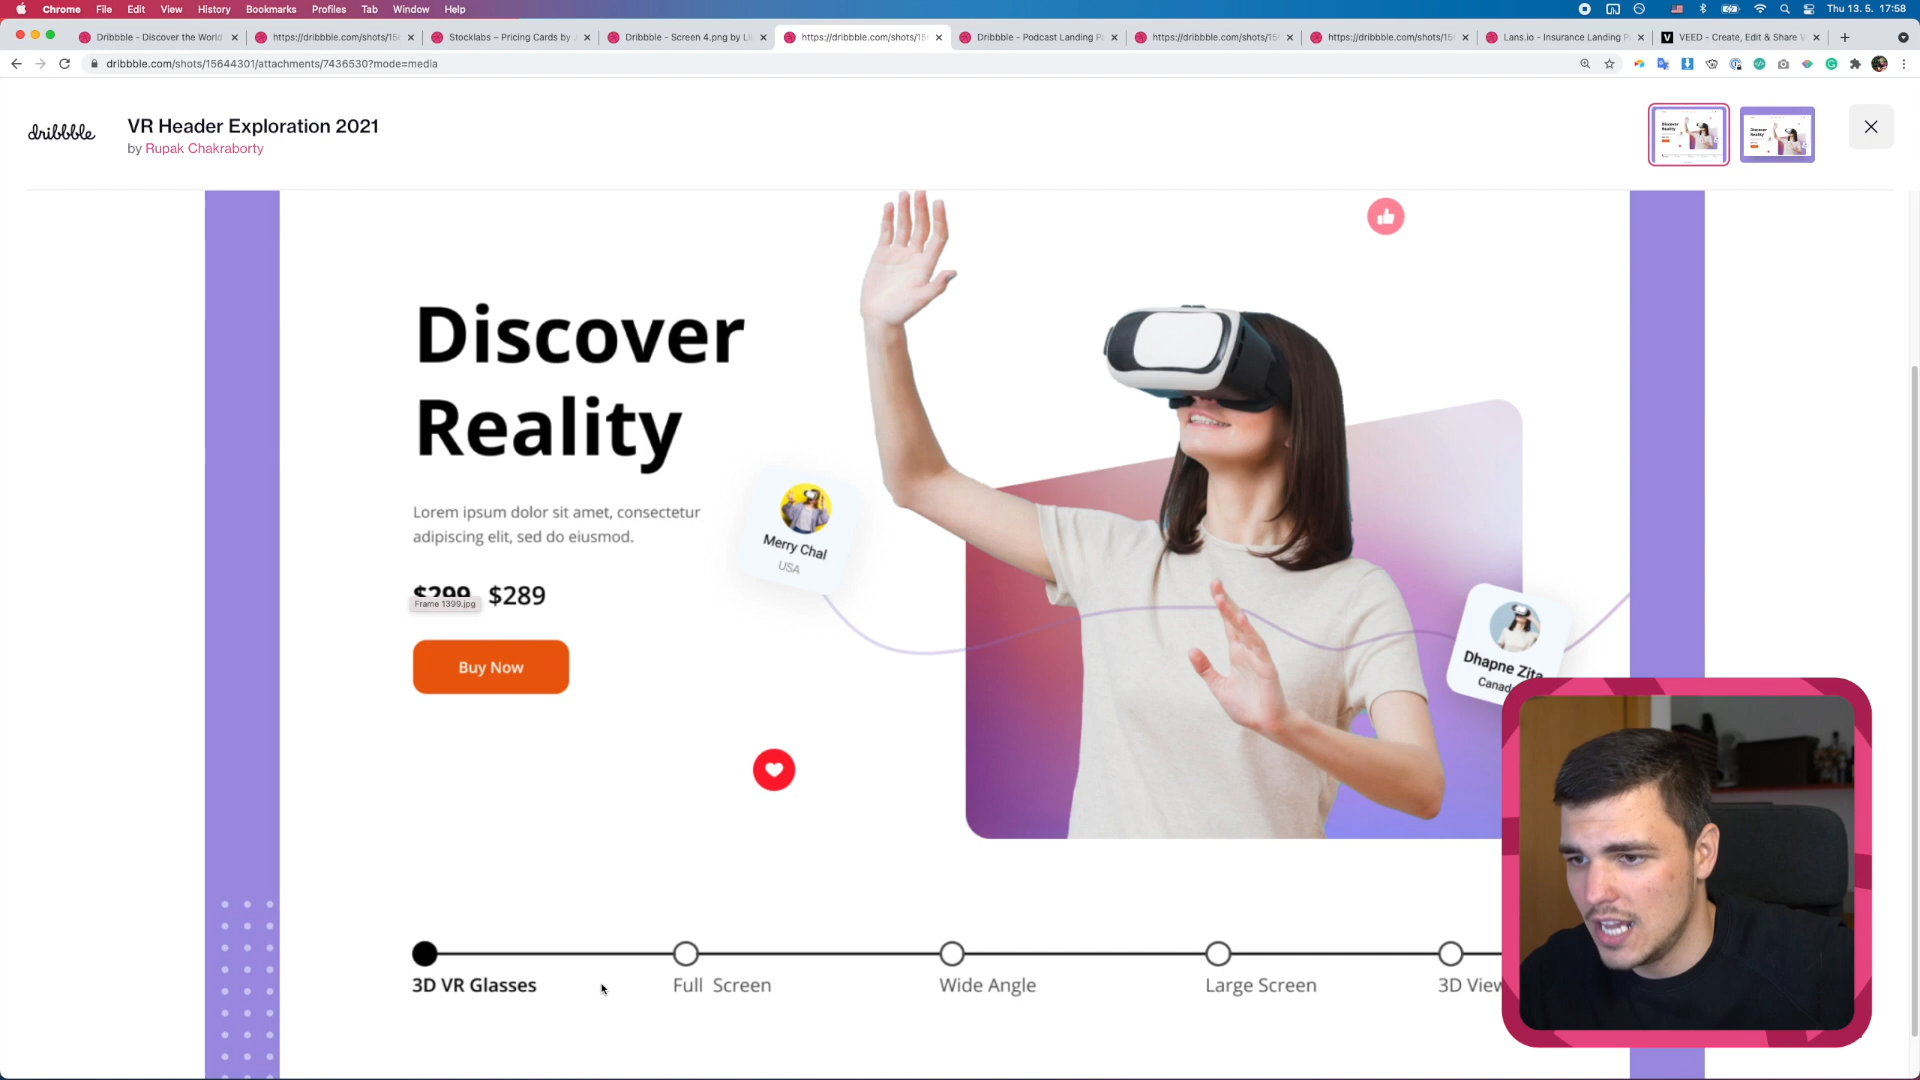 Chrome File Edit View History Bookmarks Profiles Tab Window Help
Thu 13. 5. 17:58
Dribbble - Discover the World
https://dribbble.com/shots/15
Stocklabs – Pricing Cards by
Dribbble - Screen 4.png by
https://dribbble.com/shots/15
Dribbble - Podcast Landing
https://dribbble.com/shots/15
https://dribbble.com/shots/15
Lans.io - Insurance Landing
VEED - Create, Edit & Share
dribbble.com/shots/15644301/attachments/7436530?mode=media
dribbble
VR Header Exploration 2021
by Rupak Chakraborty
Discover
Reality
Lorem ipsum dolor sit amet, consectetur
adipiscing elit, sed do eiusmod.
$299 $289
Frame 1399.jpg
Buy Now
Merry Chal
USA
Dhapne Zita
Canad
3D VR Glasses
Full Screen
Wide Angle
Large Screen
3D View